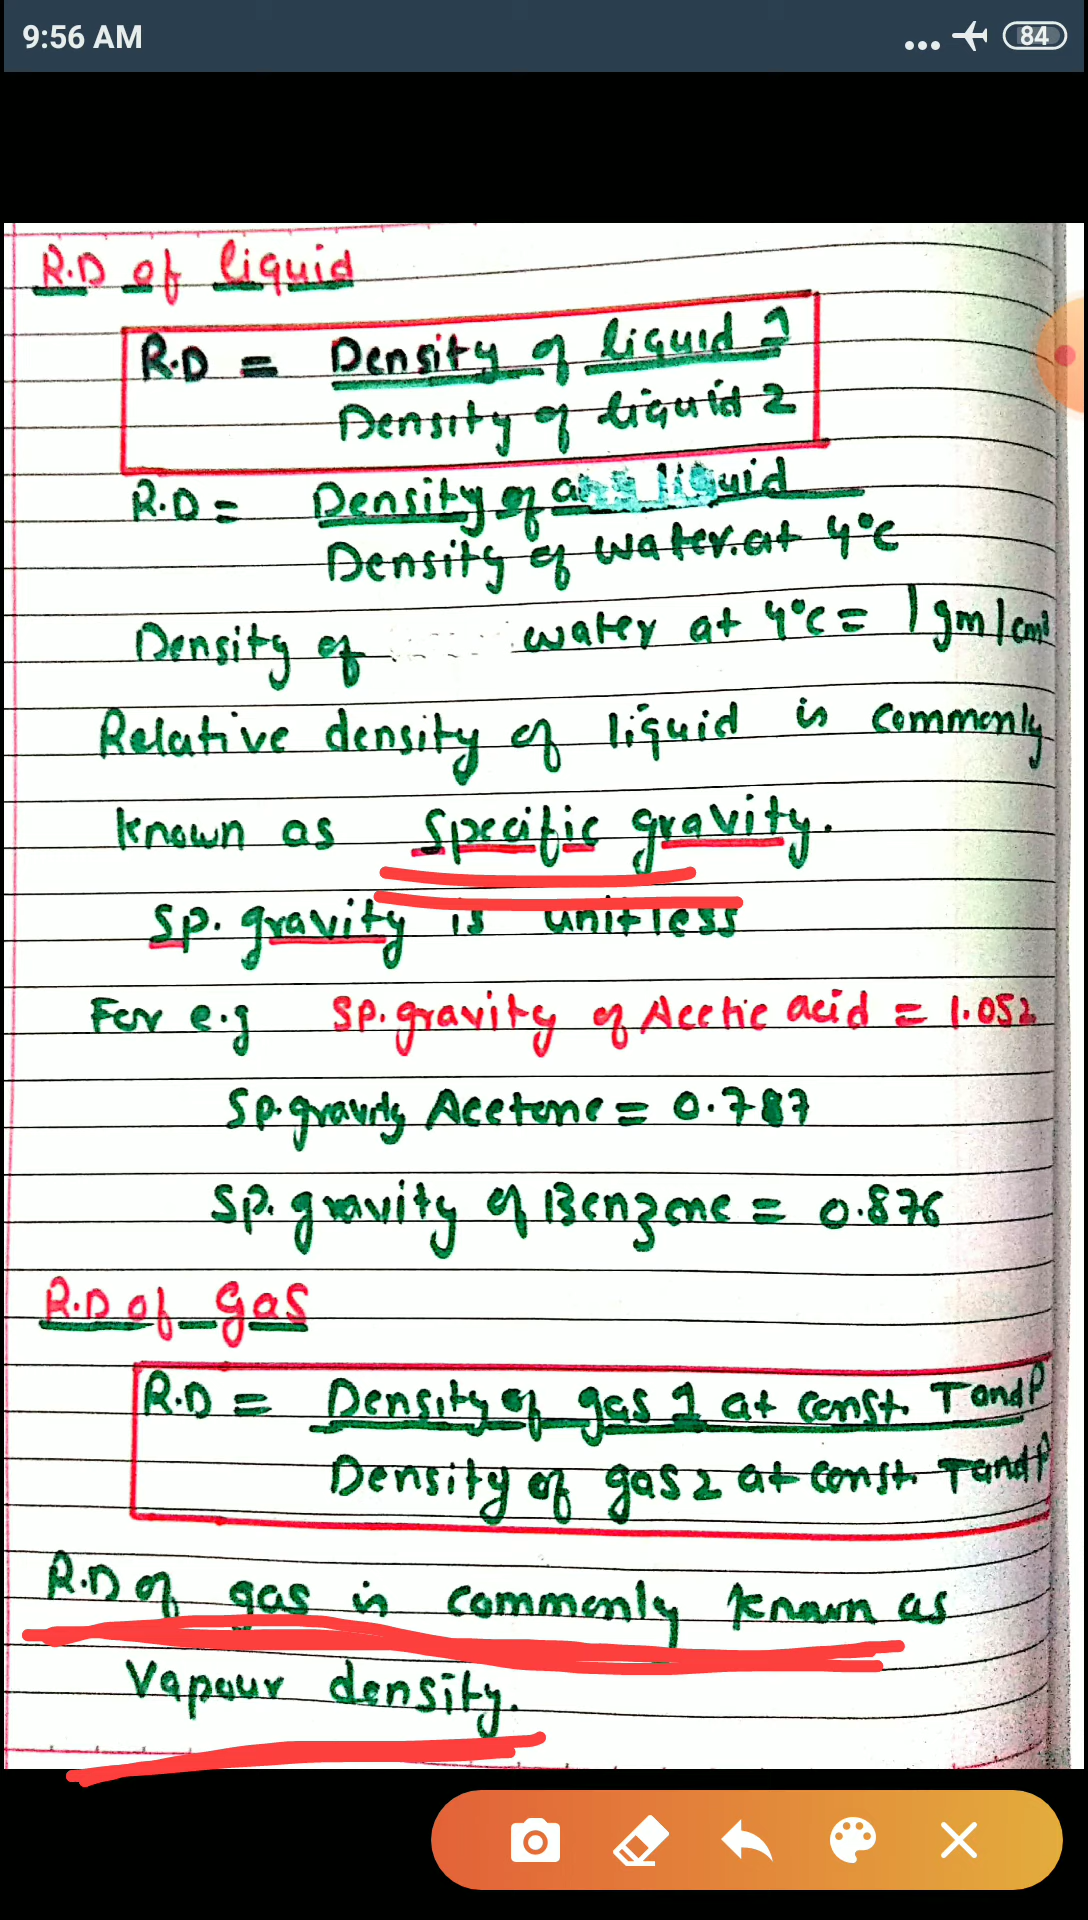 9:56 AM
84
R.D of liquid
R.D = Density of liquid 1
Density of liquid 2
R.D = Density of any liquid
Density of water at 4°C
Density of water at 4°C = 1 gm/cm³
Relative density of liquid is commonly
known as Specific gravity.
Sp. gravity is unitless
For e.g Sp. gravity of Acetic acid = 1.052
Sp. gravity Acetone = 0.787
Sp. gravity of Benzene = 0.876
R.D of gas
R.D = Density of gas 1 at const. T and P
Density of gas 2 at const. T and P
R.D of gas is commonly known as
Vapour density.